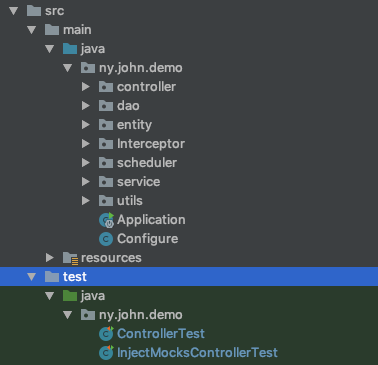 src
main
java
ny.john.demo
controller
dao
entity
Interceptor
scheduler
service
utils
Application
Configure
resources
test
java
ny.john.demo
ControllerTest
InjectMocksControllerTest